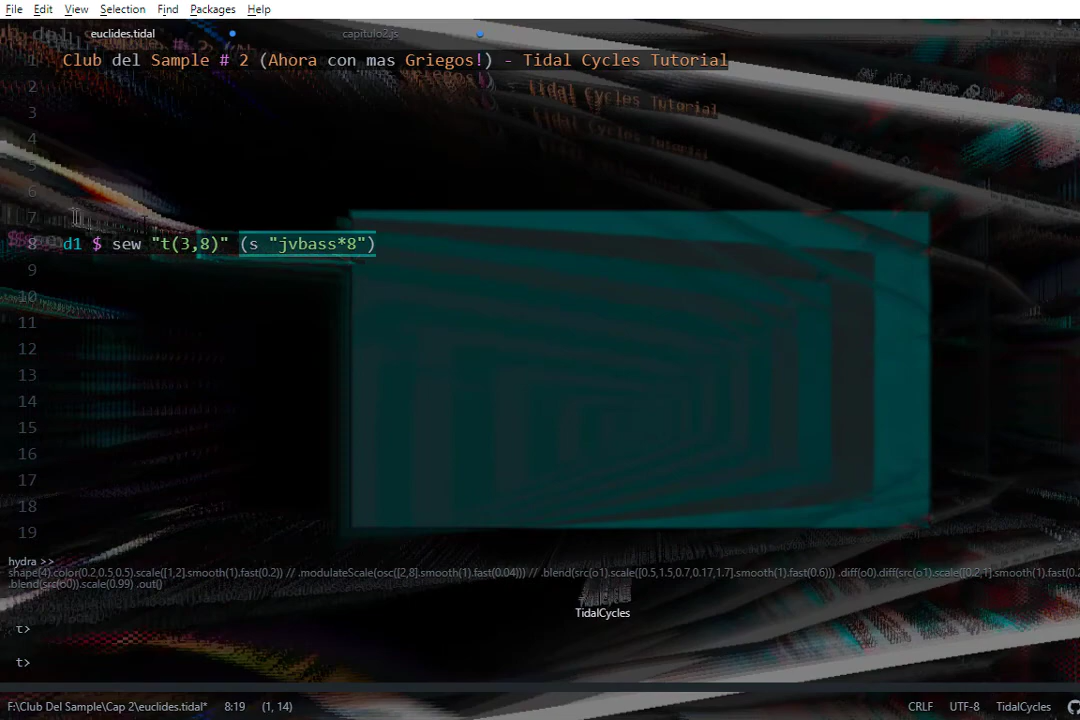 File Edit View Selection Find Packages Help
euclides.tidal capitulo2.js
1 Club del Sample # 2 (Ahora con mas Griegos!) - Tidal Cycles Tutorial
2
3
4
5
6
7
8 d1 $ sew "t(3,8)" (s "jvbass*8")
9
10
11
12
13
14
15
16
17
18
19
hydra >>
shape(4).color(0.2,0.5,0.5).scale([1,2].smooth(1).fast(0.2)) // .modulateScale(osc([2,8].smooth(1).fast(0.04))) // .blend(src(o1).scale([0.5,1.5,0.7,0.17,1.7].smooth(1).fast(0.6))) .diff(o0).diff(src(o1).scale([0.2,1].smooth(1).fast(0.2
.blend(src(o0)).scale(0.99) .out()
TidalCycles
t>
t>
F:\Club Del Sample\Cap 2\euclides.tidal* 8:19 (1, 14) CRLF UTF-8 TidalCycles